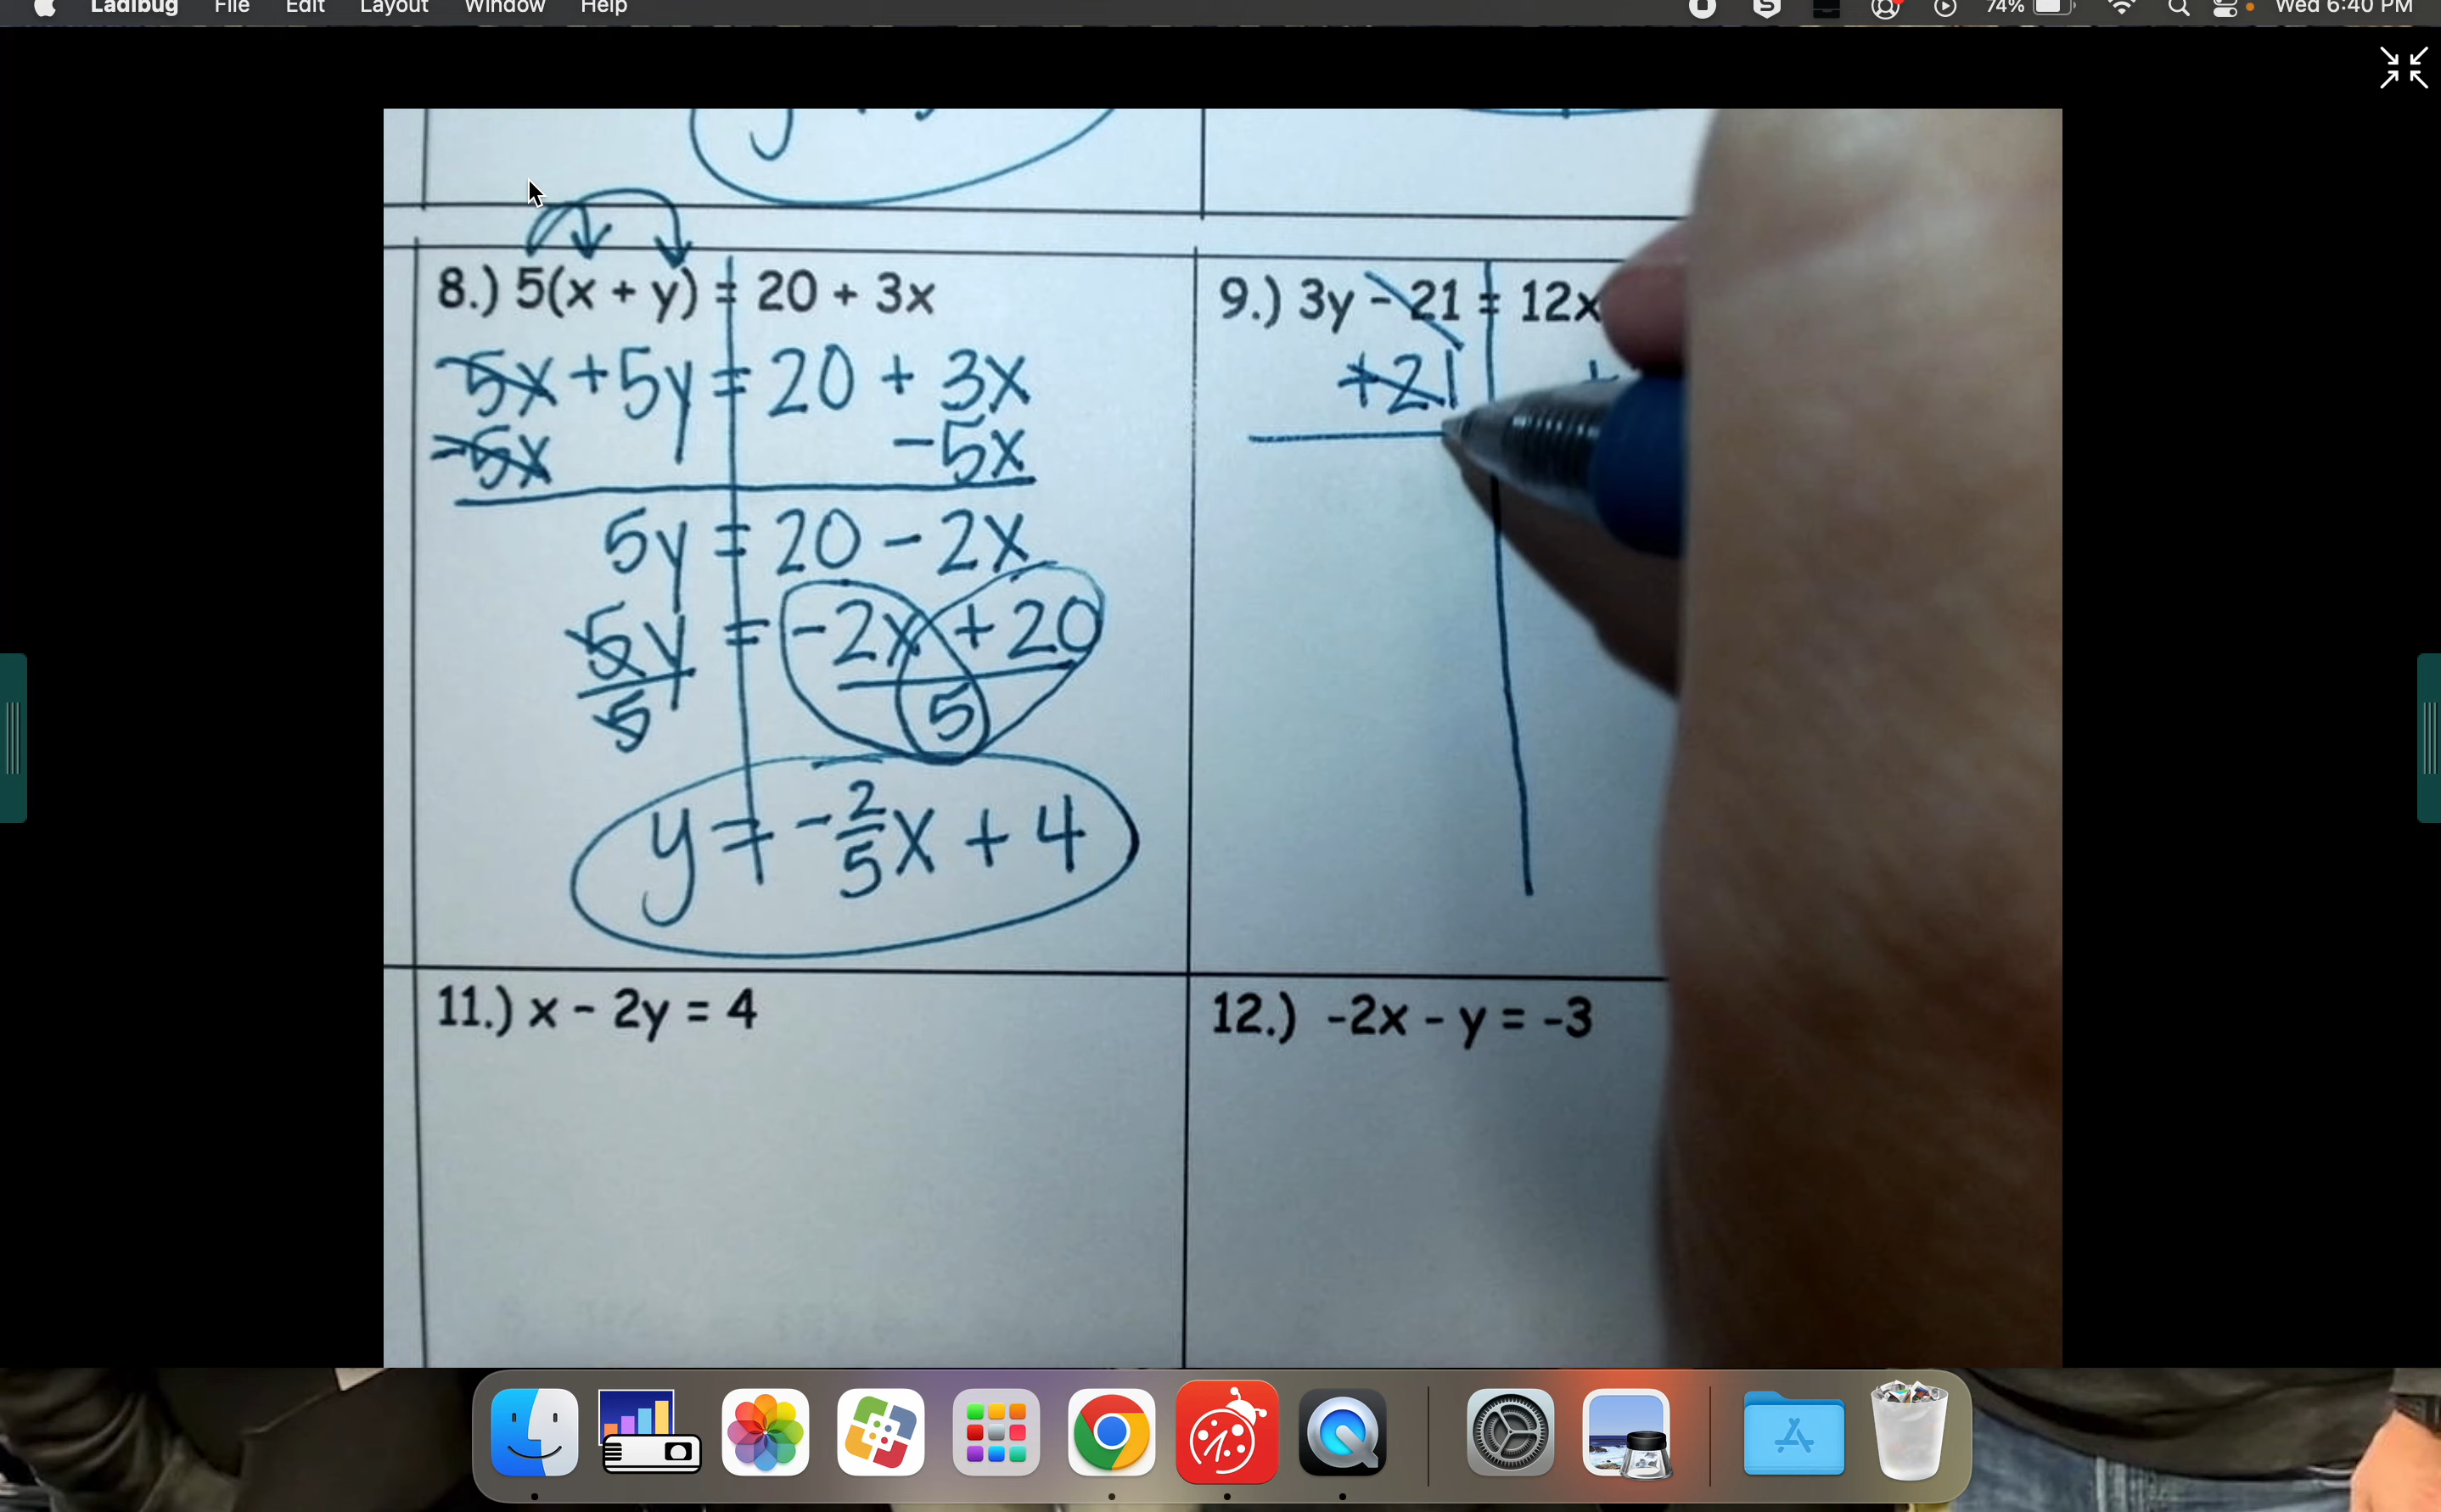 Ladibug File Edit Layout Window Help 74% Wed 6:40 PM
8.) 5(x + y) = 20 + 3x
5x + 5y = 20 + 3x
-5x -5x
5y = 20 - 2x
5y = -2x + 20
5 5
y = -2/5x + 4
9.) 3y - 21 = 12x
+21 +
11.) x - 2y = 4
12.) -2x - y = -3